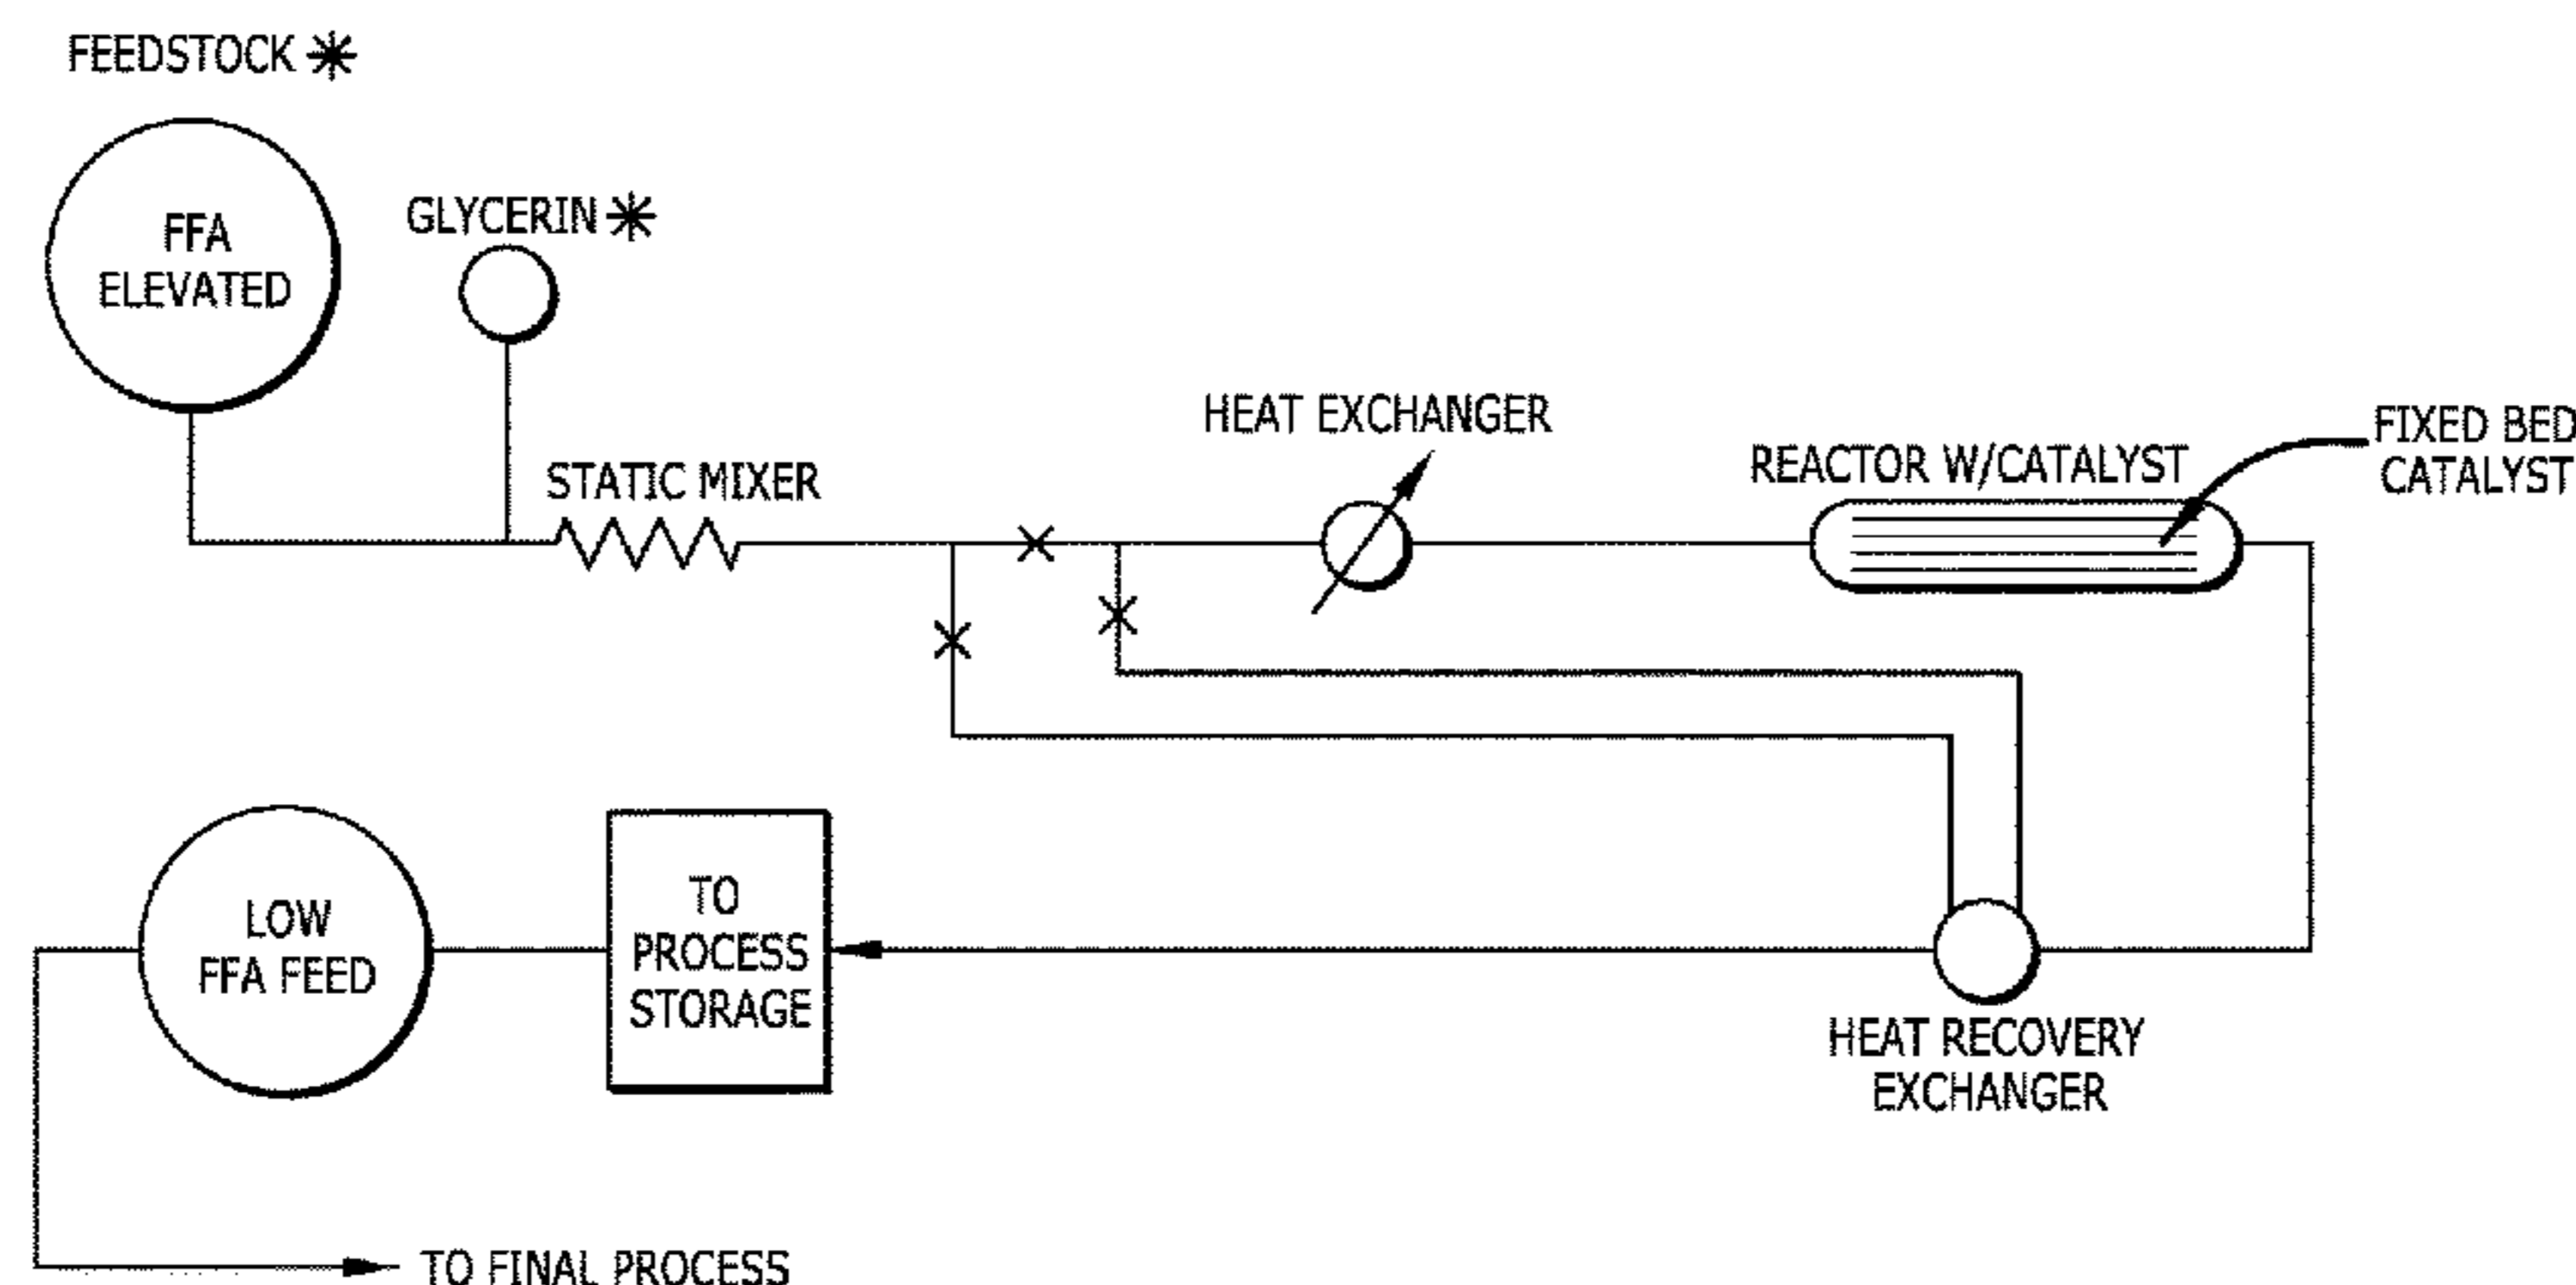 FEEDSTOCK *
FFA
ELEVATED
GLYCERIN *
STATIC MIXER
HEAT EXCHANGER
REACTOR W/CATALYST
FIXED BED
CATALYST
LOW
FFA FEED
TO
PROCESS
STORAGE
HEAT RECOVERY
EXCHANGER
TO FINAL PROCESS